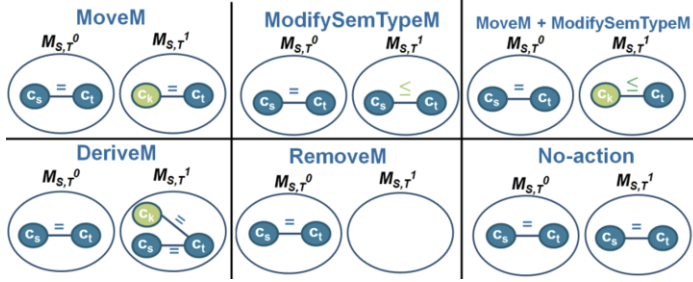 MoveM
M_S,T^0 M_S,T^1
c_s = c_t c_k = c_t
ModifySemTypeM
M_S,T^0 M_S,T^1
c_s = c_t c_s ≤ c_t
MoveM + ModifySemTypeM
M_S,T^0 M_S,T^1
c_s = c_t c_k ≤ c_t
DeriveM
M_S,T^0 M_S,T^1
c_k =
c_s = c_t c_s = c_t
RemoveM
M_S,T^0 M_S,T^1
c_s = c_t
No-action
M_S,T^0 M_S,T^1
c_s = c_t c_s = c_t